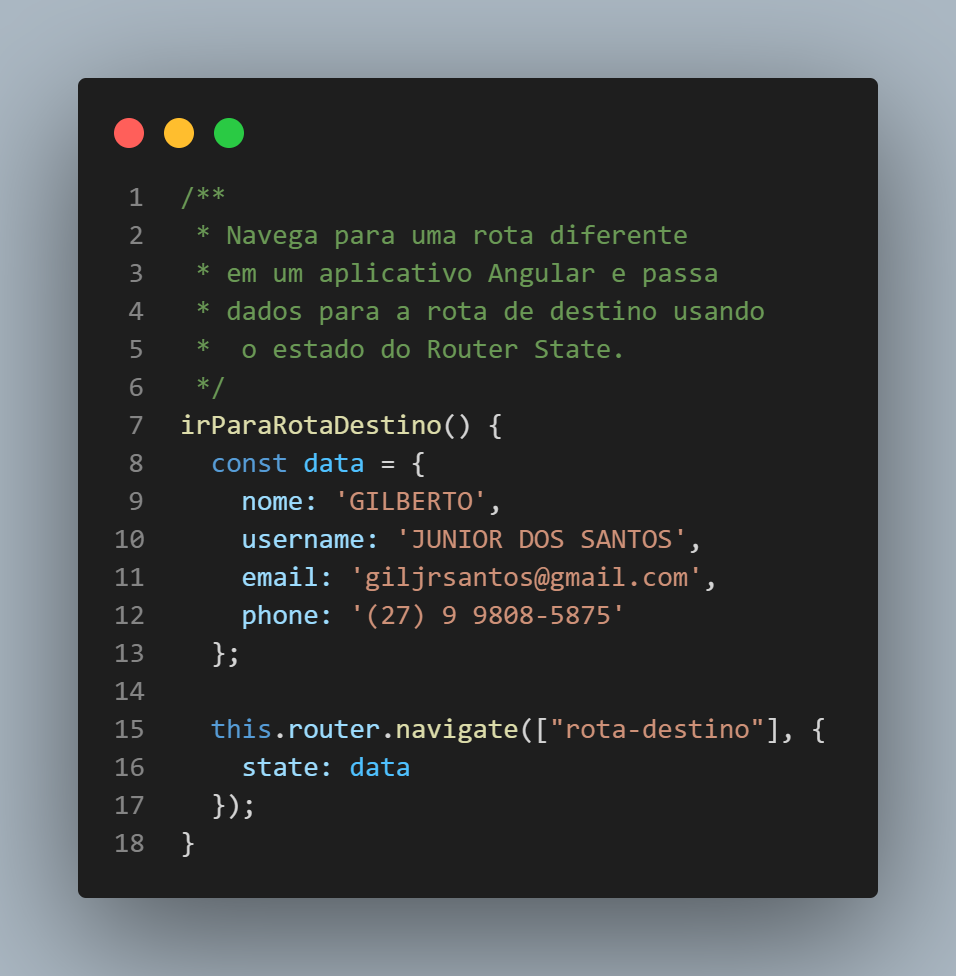 1 /**
2  * Navega para uma rota diferente
3  * em um aplicativo Angular e passa
4  * dados para a rota de destino usando
5  *  o estado do Router State.
6  */
7 irParaRotaDestino() {
8   const data = {
9     nome: 'GILBERTO',
10     username: 'JUNIOR DOS SANTOS',
11     email: 'giljrsantos@gmail.com',
12     phone: '(27) 9 9808-5875'
13   };
14
15   this.router.navigate(["rota-destino"], {
16     state: data
17   });
18 }